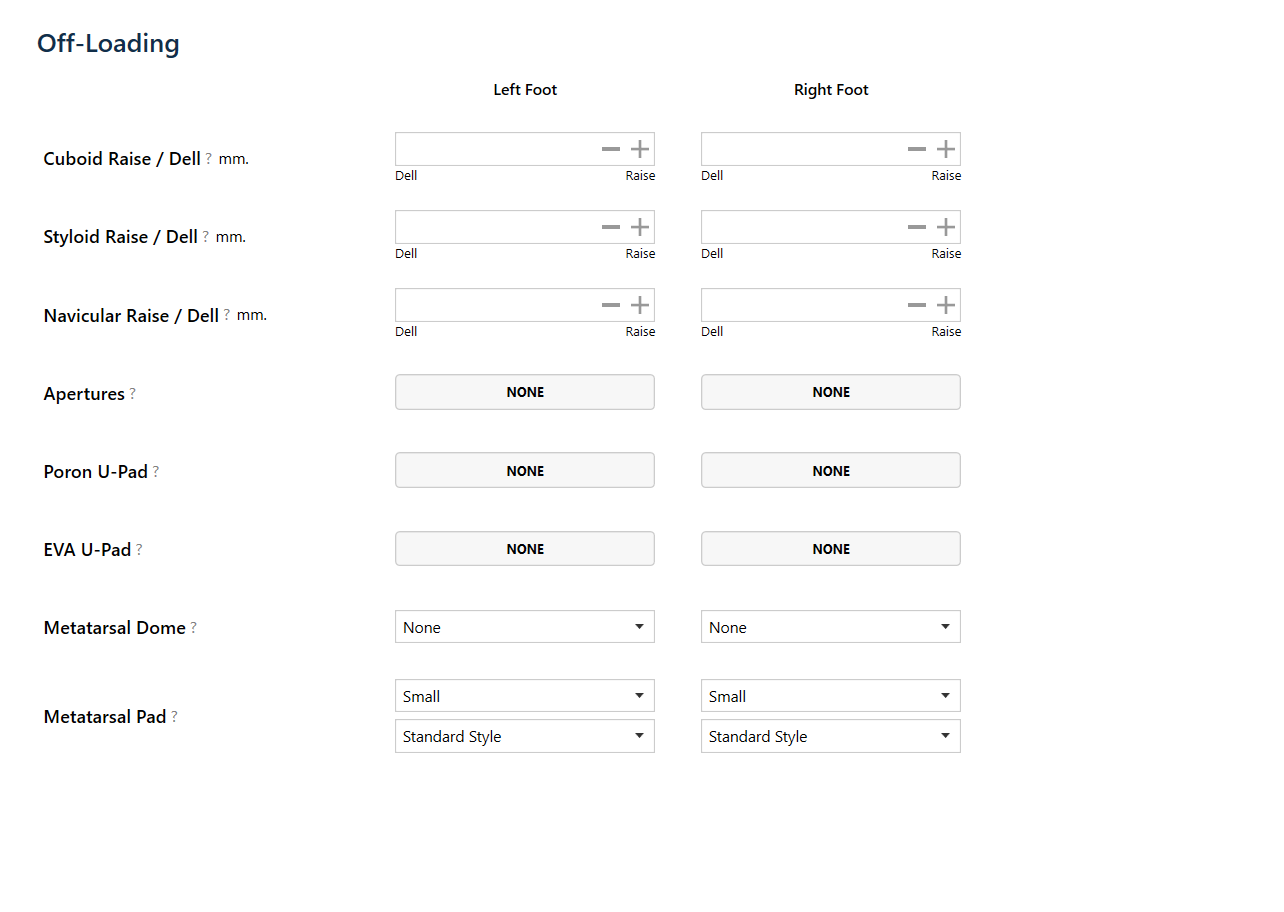 Off-Loading
Left Foot Right Foot
Cuboid Raise / Dell ? mm.
Dell Raise Dell Raise
Styloid Raise / Dell ? mm.
Dell Raise Dell Raise
Navicular Raise / Dell ? mm.
Dell Raise Dell Raise
Apertures ? NONE NONE
Poron U-Pad ? NONE NONE
EVA U-Pad ? NONE NONE
Metatarsal Dome ? None None
Small Small
Metatarsal Pad ?
Standard Style Standard Style